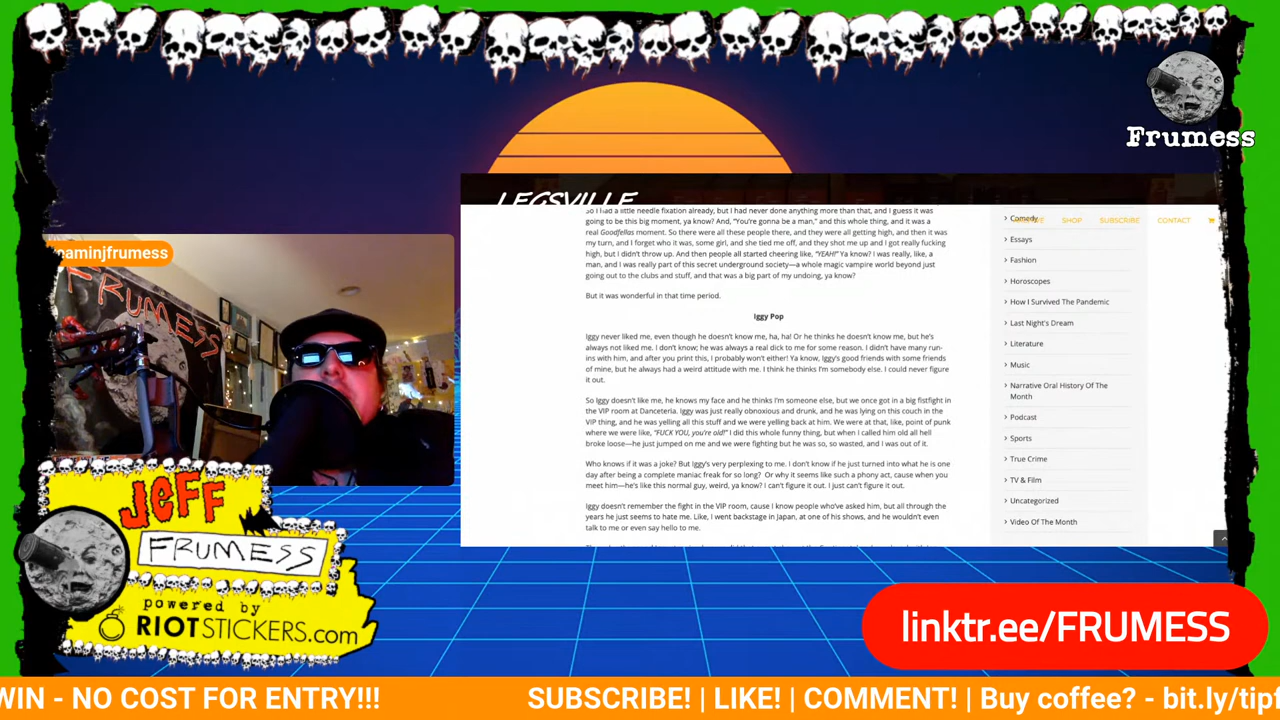 Frumess
LEGSVILLE
eaminjfrumess
FRUMESS
So I had a little needle fixation already, but I had never done anything more than that, and I guess it was
going to be this big moment, ya know? And, "You're gonna be a man," and this whole thing, and it was a
real Goodfellas moment. So there were all these people there, and they were all getting high, and then it was
my turn, and I forget who it was, some girl, and she tied me off, and they shot me up and I got really fucking
high, but I didn't throw up. And then people all started cheering like, "YEAH!" Ya know? I was really, like, a
man, and I was really part of this secret underground society—a whole magic vampire world beyond just
going out to the clubs and stuff, and that was a big part of my undoing, ya know?
But it was wonderful in that time period.
Iggy Pop
Iggy never liked me, even though he doesn't know me, ha, ha! Or he thinks he doesn't know me, but he's
always not liked me. I don't know; he was always a real dick to me for some reason. I didn't have many run-
ins with him, and after you print this, I probably won't either! Ya know, Iggy's good friends with some friends
of mine, but he always had a weird attitude with me. I think he thinks I'm somebody else. I could never figure
it out.
So Iggy doesn't like me, he knows my face and he thinks I'm someone else, but we once got in a big fistfight in
the VIP room at Danceteria. Iggy was just really obnoxious and drunk, and he was lying on this couch in the
VIP thing, and he was yelling all this stuff and we were yelling back at him. We were at that, like, point of punk
where we were like, "FUCK YOU, you're old!" I did this whole funny thing, but when I called him old all hell
broke loose—he just jumped on me and we were fighting but he was so, so wasted, and I was out of it.
Who knows if it was a joke? But Iggy's very perplexing to me. I don't know if he just turned into what he is one
day after being a complete maniac freak for so long? Or why it seems like such a phony act, cause when you
meet him—he's like this normal guy, weird, ya know? I can't figure it out. I just can't figure it out.
Iggy doesn't remember the fight in the VIP room, cause I know people who've asked him, but all through the
years he just seems to hate me. Like, I went backstage in Japan, at one of his shows, and he wouldn't even
talk to me or even say hello to me.
SHOP
SUBSCRIBE
CONTACT
Comedy
Essays
Fashion
Horoscopes
How I Survived The Pandemic
Last Night's Dream
Literature
Music
Narrative Oral History Of The
Month
Podcast
Sports
True Crime
TV & Film
Uncategorized
Video Of The Month
JEFF
FRUMESS
powered by
RIOTSTICKERS.com
linktr.ee/FRUMESS
WIN - NO COST FOR ENTRY!!! SUBSCRIBE! | LIKE! | COMMENT! | Buy coffee? - bit.ly/tipf